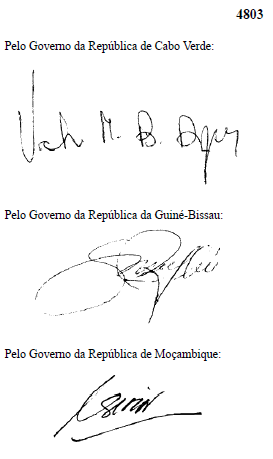 4803
Pelo Governo da República de Cabo Verde:
Pelo Governo da República da Guiné-Bissau:
Pelo Governo da República de Moçambique: